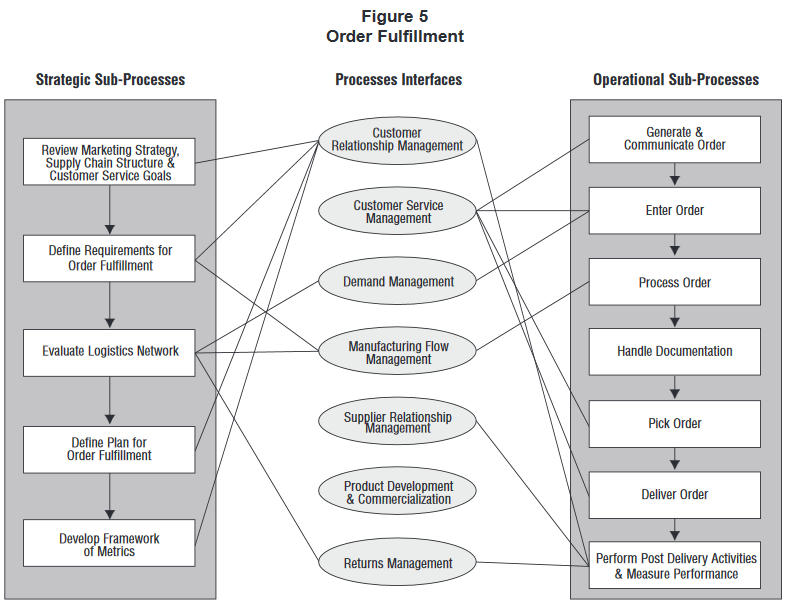 Figure 5
Order Fulfillment
Strategic Sub-Processes
Processes Interfaces
Operational Sub-Processes
Review Marketing Strategy,
Supply Chain Structure &
Customer Service Goals
Define Requirements for
Order Fulfillment
Evaluate Logistics Network
Define Plan for
Order Fulfillment
Develop Framework
of Metrics
Customer
Relationship Management
Customer Service
Management
Demand Management
Manufacturing Flow
Management
Supplier Relationship
Management
Product Development
& Commercialization
Returns Management
Generate &
Communicate Order
Enter Order
Process Order
Handle Documentation
Pick Order
Deliver Order
Perform Post Delivery Activities
& Measure Performance